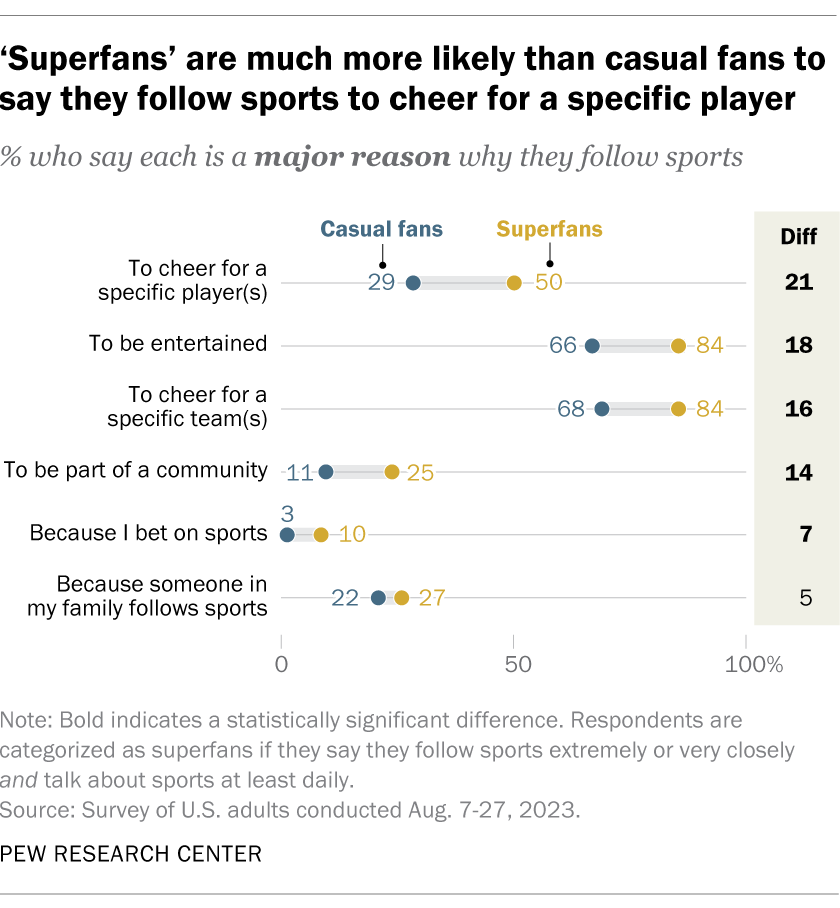 ‘Superfans’ are much more likely than casual fans to
say they follow sports to cheer for a specific player
% who say each is a major reason why they follow sports
Casual fans Superfans Diff
To cheer for a
specific player(s)
29 50 21
To be entertained 66 84 18
To cheer for a
specific team(s)
68 84 16
To be part of a community 11 25 14
3
Because I bet on sports 10 7
Because someone in
my family follows sports
22 27 5
0 50 100%
Note: Bold indicates a statistically significant difference. Respondents are
categorized as superfans if they say they follow sports extremely or very closely
and talk about sports at least daily.
Source: Survey of U.S. adults conducted Aug. 7-27, 2023.
PEW RESEARCH CENTER